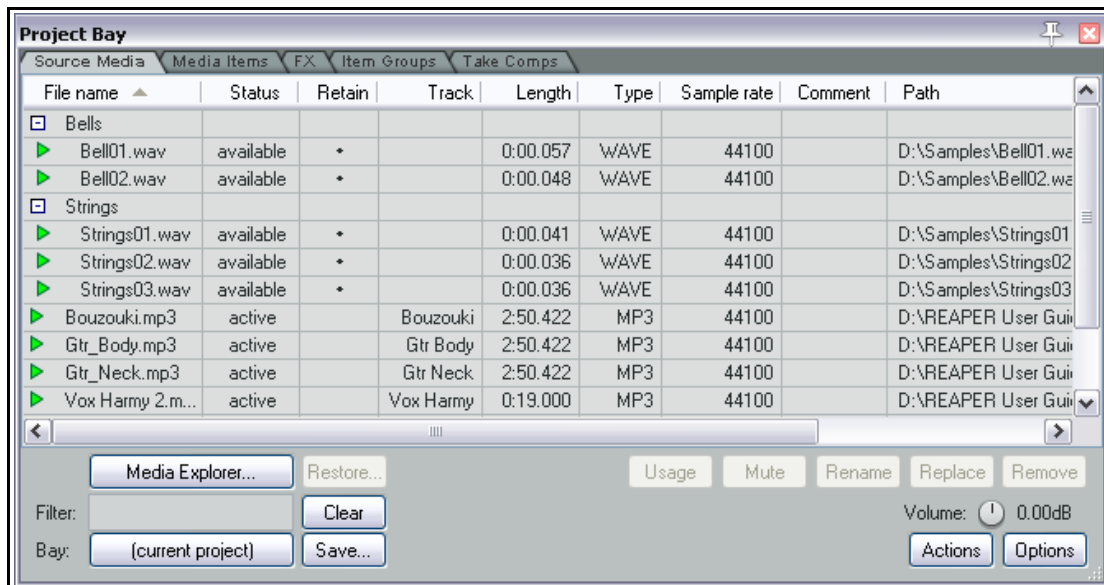 Project Bay
Source Media Media Items FX Item Groups Take Comps
File name Status Retain Track Length Type Sample rate Comment Path
Bells
Bell01.wav available • 0:00.057 WAVE 44100 D:\Samples\Bell01.wa
Bell02.wav available • 0:00.048 WAVE 44100 D:\Samples\Bell02.wa
Strings
Strings01.wav available • 0:00.041 WAVE 44100 D:\Samples\Strings01
Strings02.wav available • 0:00.036 WAVE 44100 D:\Samples\Strings02
Strings03.wav available • 0:00.036 WAVE 44100 D:\Samples\Strings03
Bouzouki.mp3 active Bouzouki 2:50.422 MP3 44100 D:\REAPER User Gui
Gtr_Body.mp3 active Gtr Body 2:50.422 MP3 44100 D:\REAPER User Gui
Gtr_Neck.mp3 active Gtr Neck 2:50.422 MP3 44100 D:\REAPER User Gui
Vox Harmy 2.m... active Vox Harmy 0:19.000 MP3 44100 D:\REAPER User Gui
Media Explorer... Restore... Usage Mute Rename Replace Remove
Filter: Clear Volume: 0.00dB
Bay: (current project) Save... Actions Options